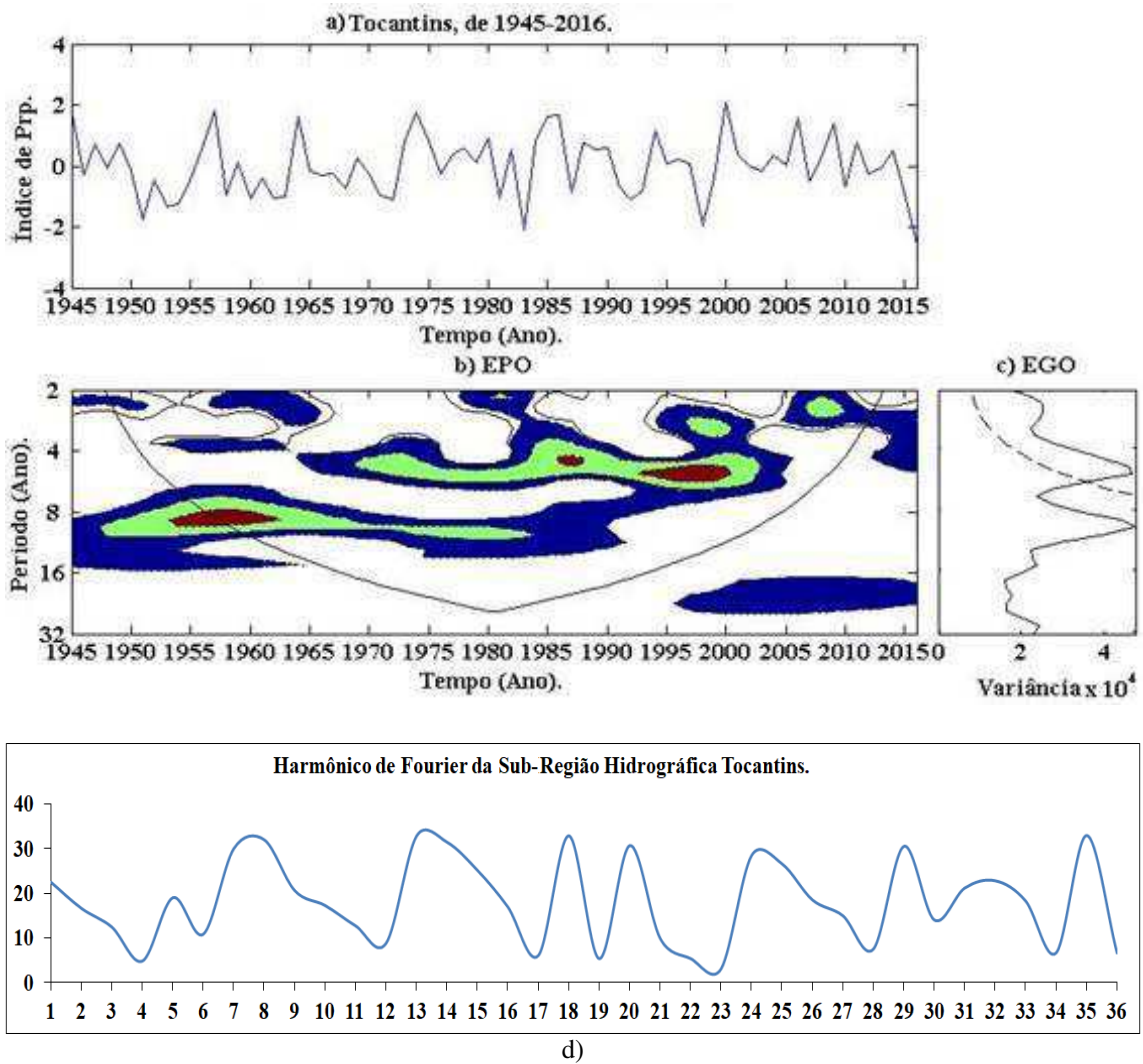 a) Tocantins, de 1945-2016.
4
2
0
-2
-4
Índice de Prp.
1945 1950 1955 1960 1965 1970 1975 1980 1985 1990 1995 2000 2005 2010 2015
Tempo (Ano).
b) EPO
c) EGO
2
4
8
16
32
Periodo (Ano).
1945 1950 1955 1960 1965 1970 1975 1980 1985 1990 1995 2000 2005 2010 2015
2 4
Tempo (Ano).
Variância x 10^4
Harmônico de Fourier da Sub-Região Hidrográfica Tocantins.
40
30
20
10
0
1 2 3 4 5 6 7 8 9 10 11 12 13 14 15 16 17 18 19 20 21 22 23 24 25 26 27 28 29 30 31 32 33 34 35 36
d)